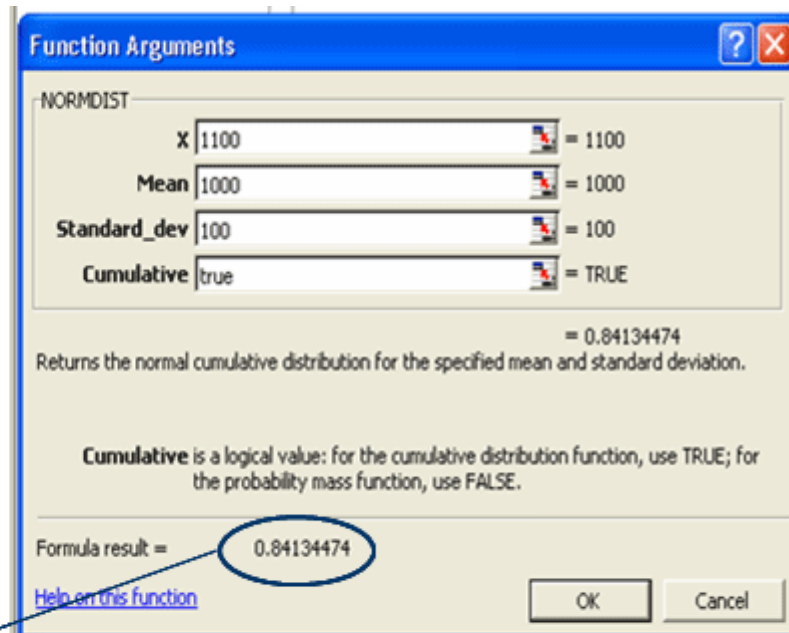 Function Arguments
NORMDIST
X 1100 = 1100
Mean 1000 = 1000
Standard_dev 100 = 100
Cumulative true = TRUE
= 0.84134474
Returns the normal cumulative distribution for the specified mean and standard deviation.
Cumulative is a logical value: for the cumulative distribution function, use TRUE; for
the probability mass function, use FALSE.
Formula result = 0.84134474
Help on this function
OK Cancel